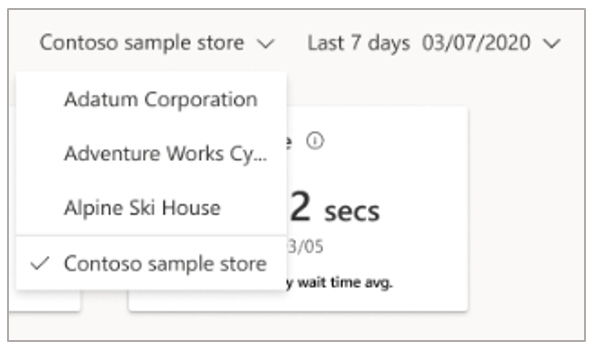 Contoso sample store
Last 7 days 03/07/2020
Adatum Corporation
Adventure Works Cy...
Alpine Ski House
2 secs
3/05
Contoso sample store
wait time avg.